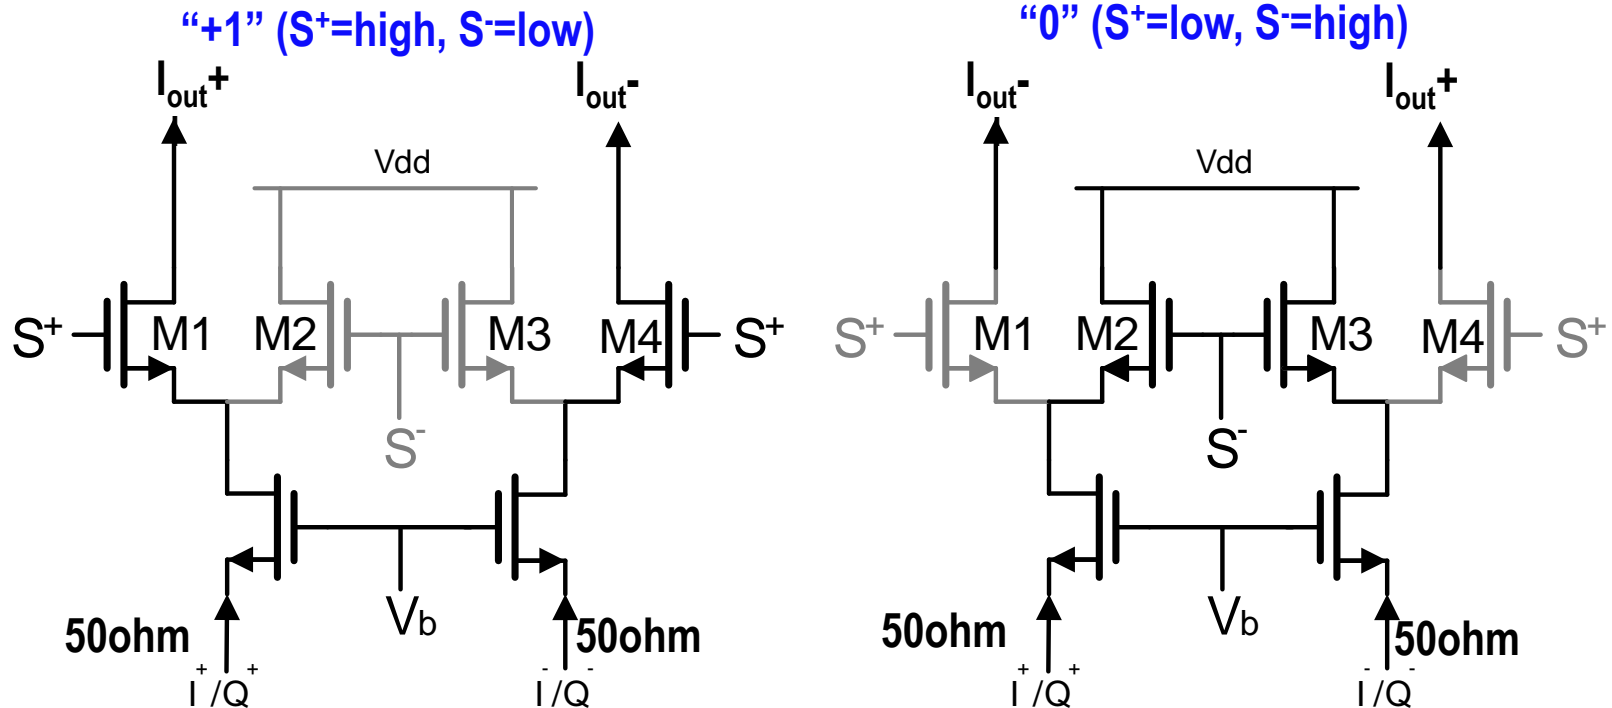 “+1” (S⁺=high, S⁻=low)
“0” (S⁺=low, S⁻=high)
Iout+
Iout-
Iout-
Iout+
Vdd
Vdd
S⁺ M1 M2 M3 M4 S⁺
S⁺ M1 M2 M3 M4 S⁺
S⁻
S⁻
50ohm Vb 50ohm
50ohm Vb 50ohm
I⁺/Q⁺ I⁻/Q⁻
I⁺/Q⁺ I⁻/Q⁻